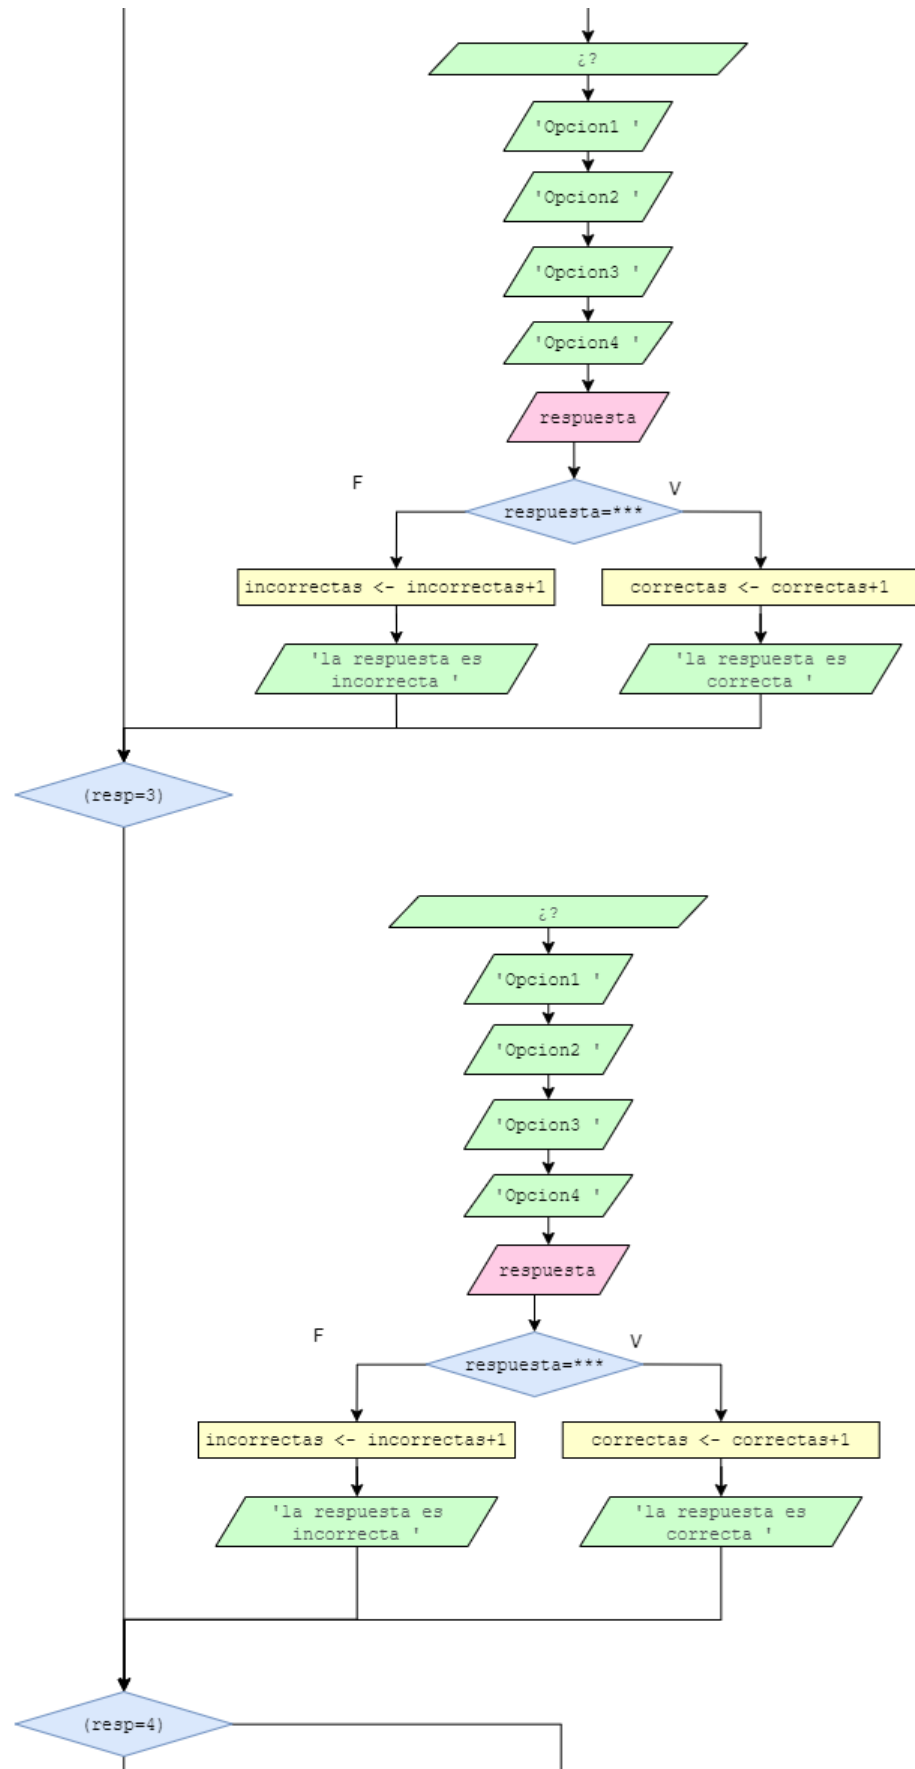 ¿?
'Opcion1 '
'Opcion2 '
'Opcion3 '
'Opcion4 '
respuesta
F
V
respuesta=***
incorrectas <- incorrectas+1
correctas <- correctas+1
'la respuesta es
incorrecta '
'la respuesta es
correcta '
(resp=3)
¿?
'Opcion1 '
'Opcion2 '
'Opcion3 '
'Opcion4 '
respuesta
F
V
respuesta=***
incorrectas <- incorrectas+1
correctas <- correctas+1
'la respuesta es
incorrecta '
'la respuesta es
correcta '
(resp=4)